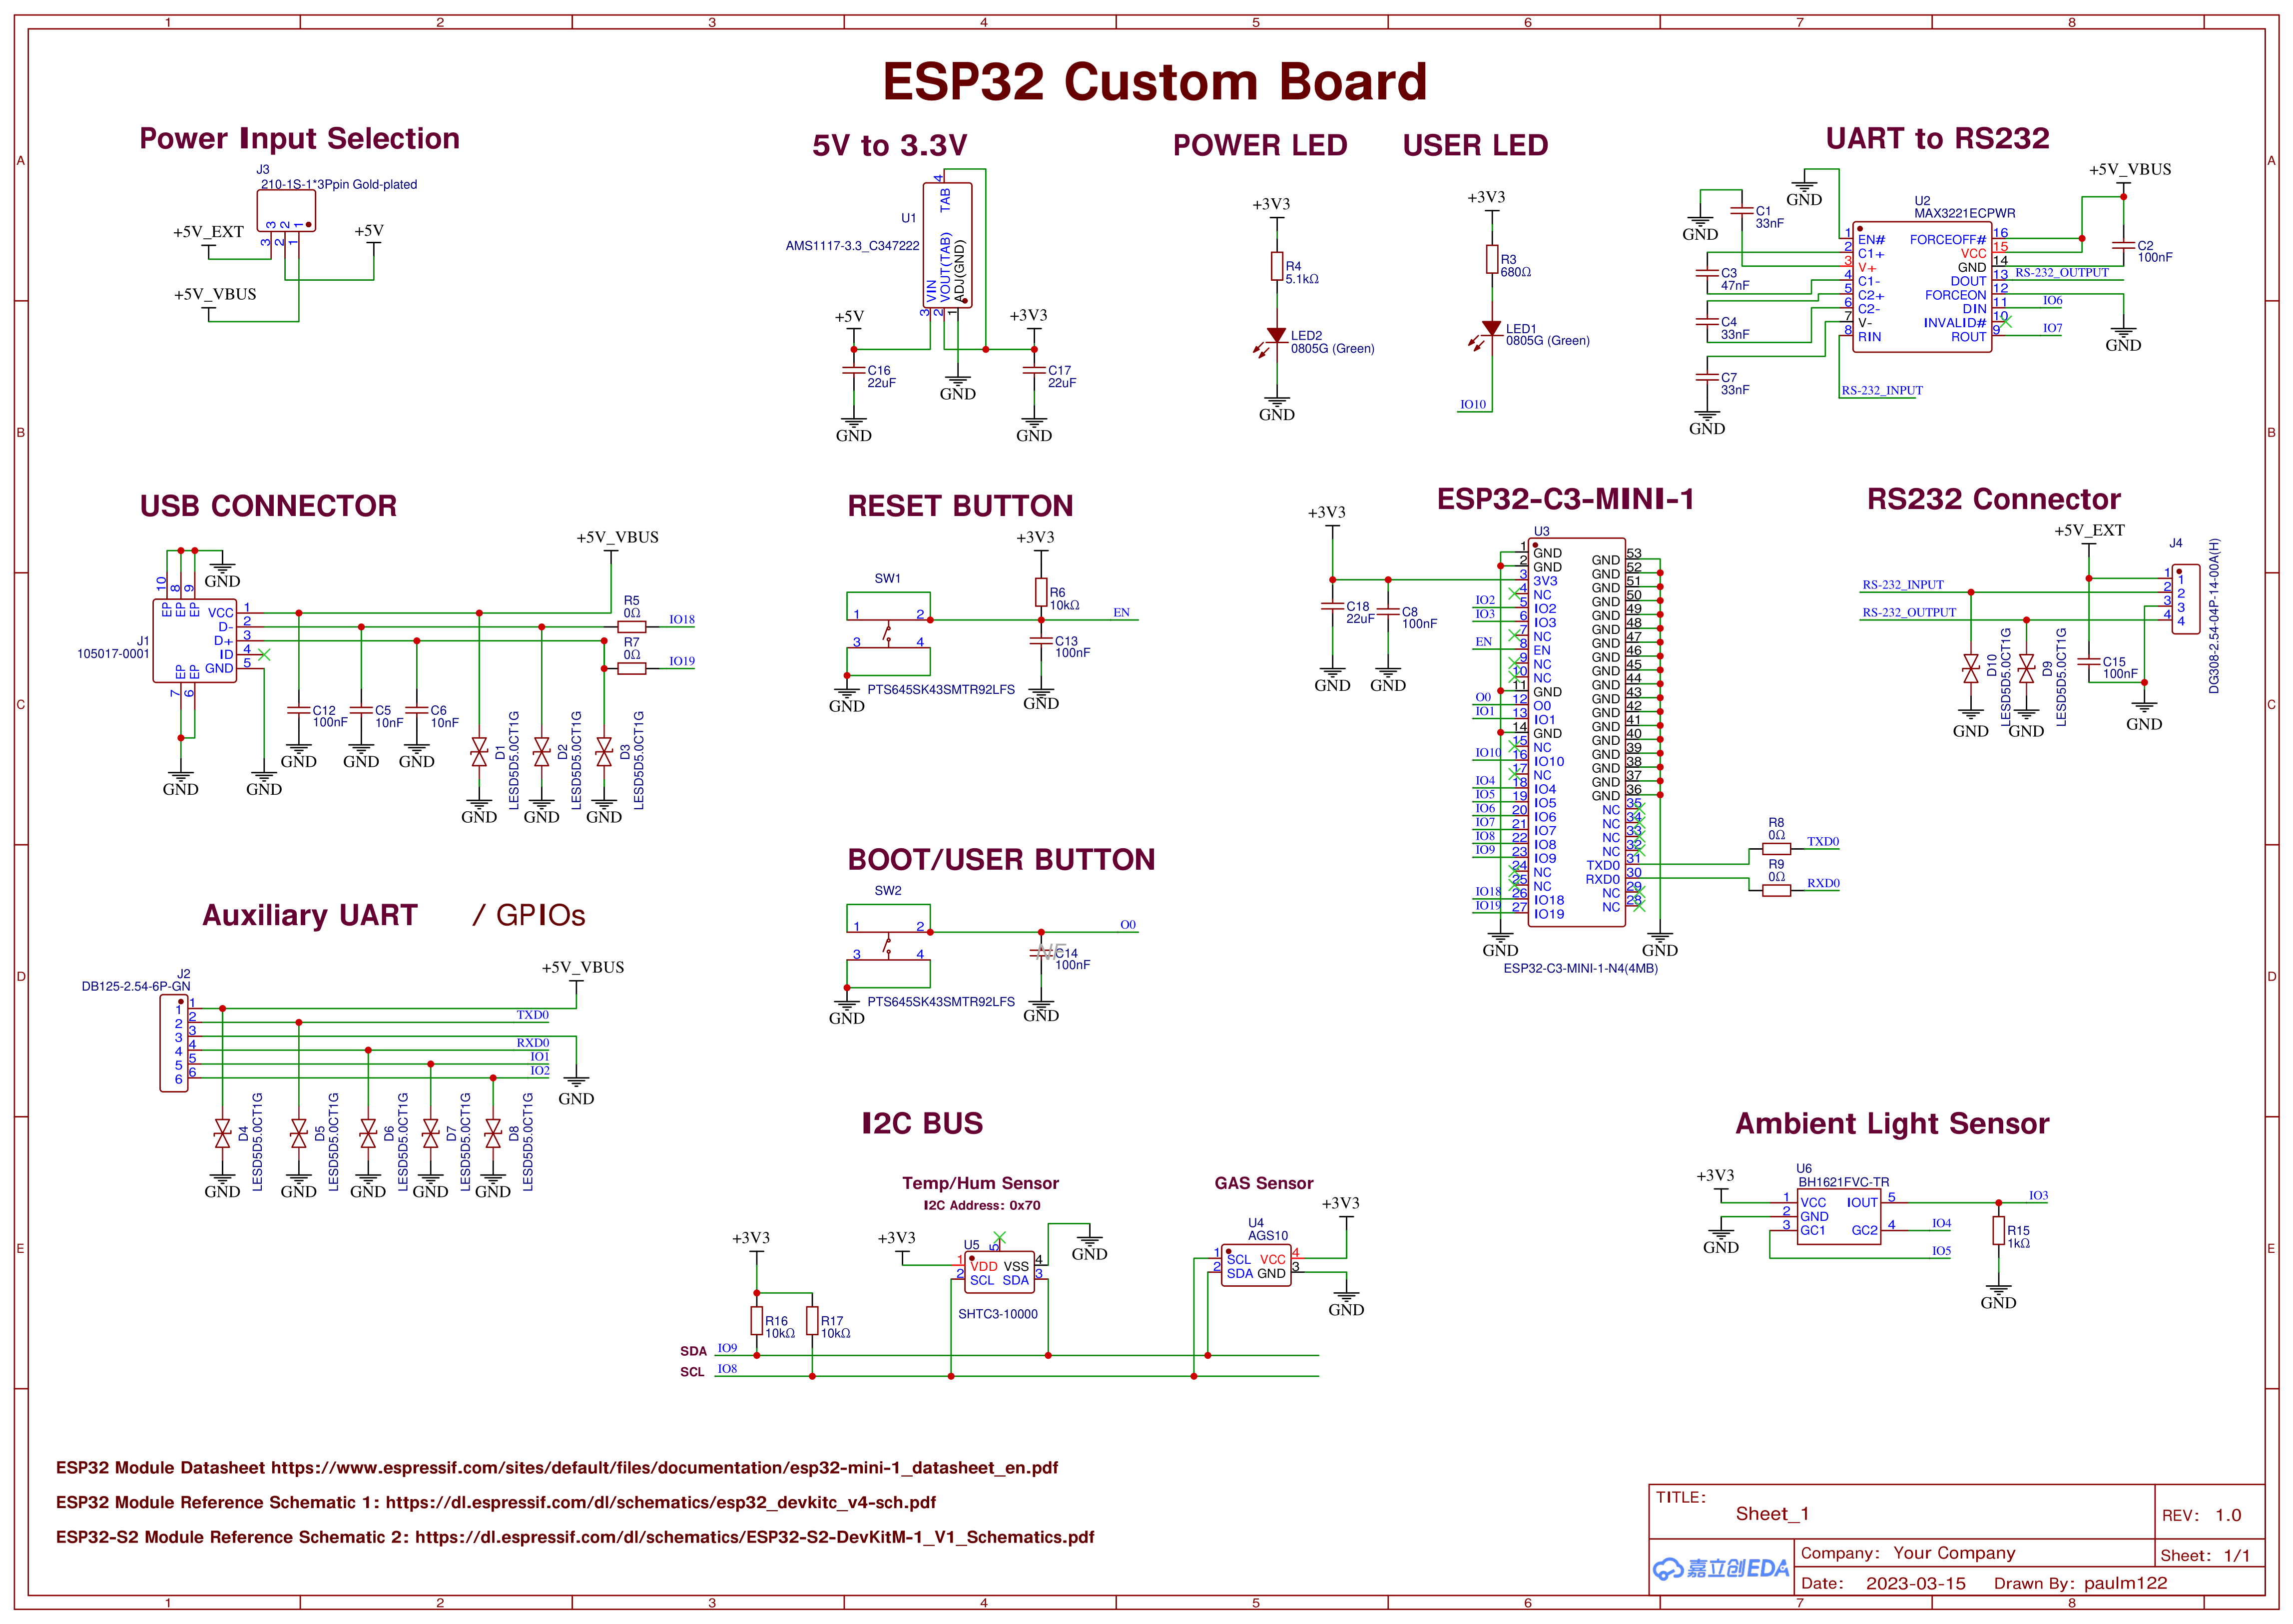 ESP32 Custom Board
Power Input Selection
J3
210-1S-1*3Ppin Gold-plated
3 2 1
3 2 1
+5V_EXT
+5V
+5V_VBUS
5V to 3.3V
4
TAB
U1
AMS1117-3.3_C347222
VIN
VOUT(TAB)
ADJ(GND)
3 2 1
+5V
+3V3
C16
22uF
C17
22uF
GND
GND
GND
POWER LED
+3V3
R4
5.1kΩ
LED2
0805G (Green)
GND
USER LED
+3V3
R3
680Ω
LED1
0805G (Green)
IO10
UART to RS232
+5V_VBUS
GND
GND
C1
33nF
U2
MAX3221ECPWR
1 EN# FORCEOFF# 16
2 C1+ VCC 15
3 V+ GND 14
4 C1- DOUT 13 RS-232_OUTPUT
5 C2+ FORCEON 12
6 C2- DIN 11 IO6
7 V- INVALID# 10
8 RIN ROUT 9 IO7
C2
100nF
C3
47nF
C4
33nF
C7
33nF
GND
GND
RS-232_INPUT
USB CONNECTOR
+5V_VBUS
GND
10 8 9
EP EP EP
J1
105017-0001
VCC 1
D- 2
D+ 3
ID 4
GND 5
EP EP
7 6
R5
0Ω
IO18
R7
0Ω
IO19
C12
100nF
C5
10nF
C6
10nF
D1
LESD5D5.0CT1G
D2
LESD5D5.0CT1G
D3
LESD5D5.0CT1G
GND
GND
GND
GND
GND
GND
GND
GND
RESET BUTTON
+3V3
SW1
1 2
3 4
R6
10kΩ
EN
C13
100nF
PTS645SK43SMTR92LFS
GND
GND
ESP32-C3-MINI-1
+3V3
C18
22uF
C8
100nF
GND
GND
U3
1 GND
2 GND
3 3V3
4 NC
IO2 5 IO2
IO3 6 IO3
7 NC
EN 8 EN
9 NC
10 NC
11 GND
O0 12 O0
IO1 13 IO1
14 GND
15 NC
IO10 16 IO10
17 NC
IO4 18 IO4
IO5 19 IO5
IO6 20 IO6
IO7 21 IO7
IO8 22 IO8
IO9 23 IO9
24 NC
25 NC
IO18 26 IO18
IO19 27 IO19
GND 53
GND 52
GND 51
GND 50
GND 49
GND 48
GND 47
GND 46
GND 45
GND 44
GND 43
GND 42
GND 41
GND 40
GND 39
GND 38
GND 37
GND 36
NC 35
NC 34
NC 33
NC 32
TXD0 31
RXD0 30
NC 29
NC 28
R8
0Ω
TXD0
R9
0Ω
RXD0
GND
GND
ESP32-C3-MINI-1-N4(4MB)
RS232 Connector
+5V_EXT
J4
RS-232_INPUT
RS-232_OUTPUT
1 1
2 2
3 3
4 4
DG308-2.54-04P-14-00A(H)
D10
LESD5D5.0CT1G
D9
LESD5D5.0CT1G
C15
100nF
GND
GND
GND
BOOT/USER BUTTON
SW2
1 2
3 4
O0
NF
C14
100nF
PTS645SK43SMTR92LFS
GND
GND
Auxiliary UART / GPIOs
+5V_VBUS
J2
DB125-2.54-6P-GN
1 1
2 2 TXD0
3 3
4 4 RXD0
5 5 IO1
6 6 IO2
GND
D4
LESD5D5.0CT1G
D5
LESD5D5.0CT1G
D6
LESD5D5.0CT1G
D7
LESD5D5.0CT1G
D8
LESD5D5.0CT1G
GND
GND
GND
GND
GND
I2C BUS
Temp/Hum Sensor
I2C Address: 0x70
+3V3
+3V3
U5
5
1 VDD VSS 4
2 SCL SDA 3
SHTC3-10000
GND
R16
10kΩ
R17
10kΩ
SDA IO9
SCL IO8
GAS Sensor
+3V3
U4
AGS10
1 SCL VCC 4
2 SDA GND 3
GND
Ambient Light Sensor
+3V3
U6
BH1621FVC-TR
1 VCC IOUT 5 IO3
2 GND
3 GC1 GC2 4 IO4
IO5
R15
1kΩ
GND
GND
ESP32 Module Datasheet https://www.espressif.com/sites/default/files/documentation/esp32-mini-1_datasheet_en.pdf
ESP32 Module Reference Schematic 1: https://dl.espressif.com/dl/schematics/esp32_devkitc_v4-sch.pdf
ESP32-S2 Module Reference Schematic 2: https://dl.espressif.com/dl/schematics/ESP32-S2-DevKitM-1_V1_Schematics.pdf
TITLE:
Sheet_1
REV: 1.0
嘉立创EDA
Company: Your Company
Sheet: 1/1
Date: 2023-03-15
Drawn By: paulm122
1 2 3 4 5 6 7 8
1 2 3 4 5 6 7 8
A B C D E
A B C D E